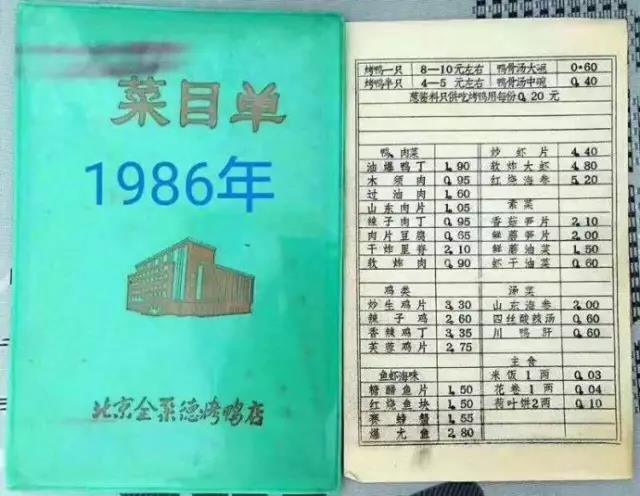 菜目单
1986年
北京全聚德烤鸭店
烤鸭一只 8—10元左右 鸭骨汤大碗 0.60
烤鸭半只 4—5元左右 鸭骨汤中碗 0.40
葱酱料只供吃烤鸭用每份0.20元
鸭、肉菜
油爆鸭丁 1.90
木须肉 0.95
过油肉 1.60
山东肉片 1.05
辣子肉丁 0.95
肉片豆腐 0.65
干炸里脊 2.10
软炸肉 0.90
鸡类
炒生鸡片 3.30
辣子鸡 2.60
香辣鸡丁 3.35
芙蓉鸡片 2.75
鱼虾海味
糟醋鱼片 1.50
红烧鱼块 1.50
赛螃蟹 1.55
爆尤鱼 2.80
炒虾片 4.40
软炸大虾 4.80
红烧海参 5.20
素菜
香菇笋片 2.10
鲜蘑笋片 2.00
鲜蘑油菜 1.50
虾干油菜 0.60
汤菜
山东海参 2.00
四丝酸辣汤 0.60
川鸭肝 0.60
主食
米饭1两 0.03
花卷1两 0.04
荷叶饼2两 0.10